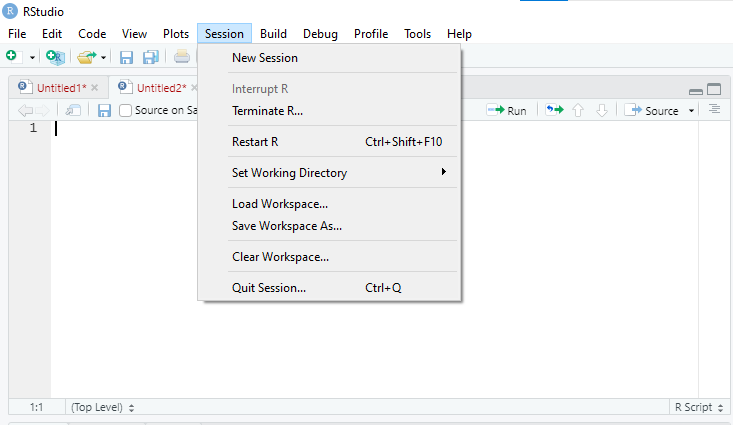 RStudio
File Edit Code View Plots Session Build Debug Profile Tools Help
New Session
Interrupt R
Terminate R...
Restart R Ctrl+Shift+F10
Set Working Directory
Load Workspace...
Save Workspace As...
Clear Workspace...
Quit Session... Ctrl+Q
Untitled1* Untitled2*
Source on Sa Run Source
1
1:1 (Top Level) R Script